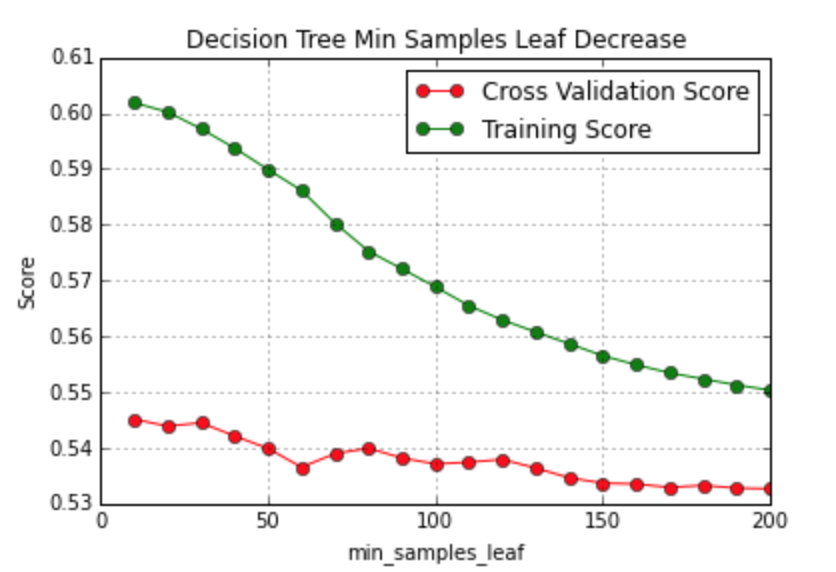 Decision Tree Min Samples Leaf Decrease
0.61
0.60
0.59
0.58
0.57
0.56
0.55
0.54
0.53
Score
Cross Validation Score
Training Score
0 50 100 150 200
min_samples_leaf